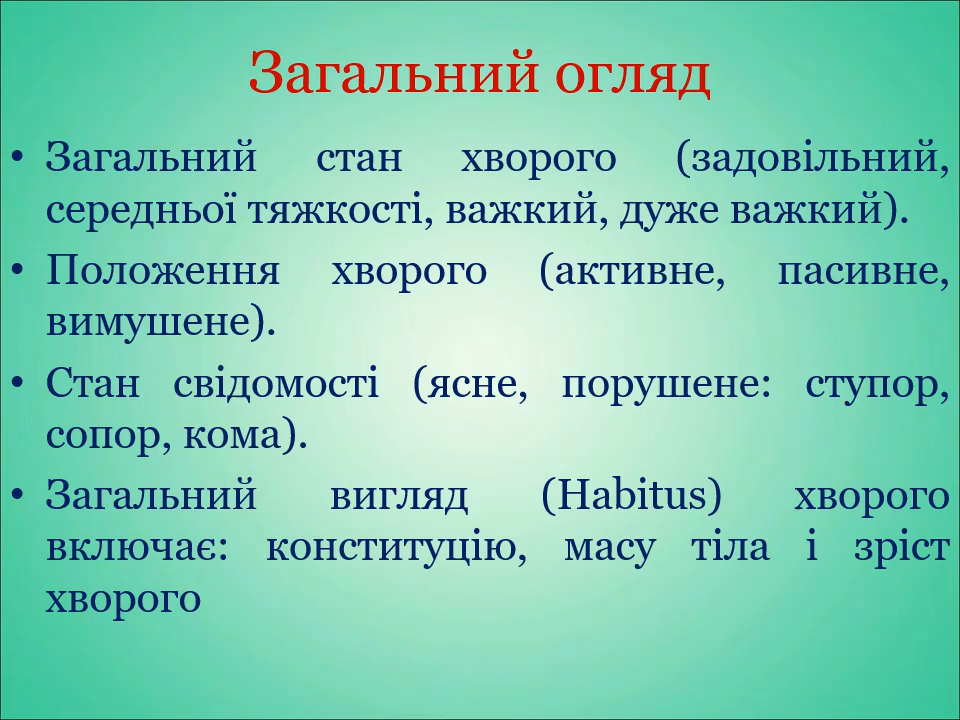 Загальний огляд
• Загальний стан хворого (задовільний,
середньої тяжкості, важкий, дуже важкий).
• Положення хворого (активне, пасивне,
вимушене).
• Стан свідомості (ясне, порушене: ступор,
сопор, кома).
• Загальний вигляд (Habitus) хворого
включає: конституцію, масу тіла і зріст
хворого